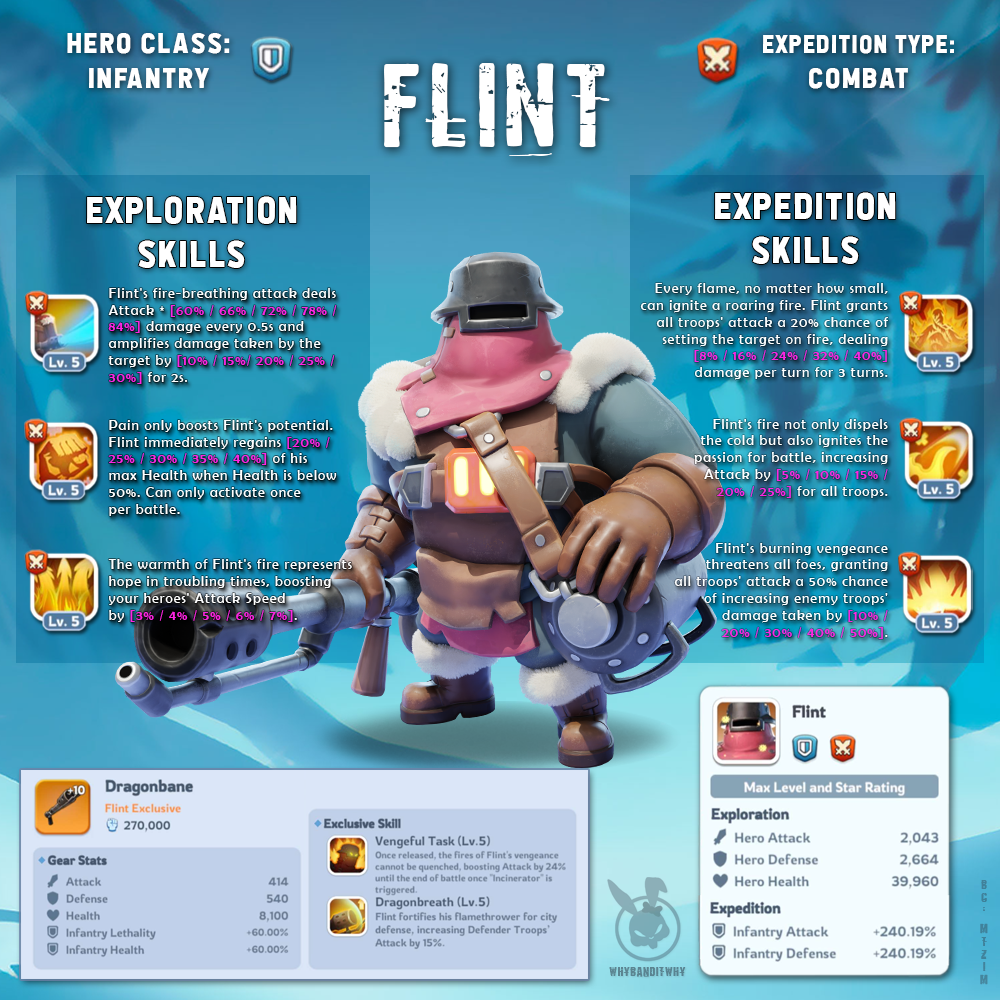 HERO CLASS:
INFANTRY
FLINT
EXPEDITION TYPE:
COMBAT
EXPLORATION
SKILLS
Flint's fire-breathing attack deals
Attack * [60% / 66% / 72% / 78% /
84%] damage every 0.5s and
amplifies damage taken by the
target by [10% / 15%/ 20% / 25% /
30%] for 2s.
Lv. 5
Pain only boosts Flint's potential.
Flint immediately regains [20% /
25% / 30% / 35% / 40%] of his
max Health when Health is below
50%. Can only activate once
per battle.
Lv. 5
The warmth of Flint's fire represents
hope in troubling times, boosting
your heroes' Attack Speed
by [3% / 4% / 5% / 6% / 7%].
Lv. 5
EXPEDITION
SKILLS
Every flame, no matter how small,
can ignite a roaring fire. Flint grants
all troops' attack a 20% chance of
setting the target on fire, dealing
[8% / 16% / 24% / 32% / 40%]
damage per turn for 3 turns.
Lv. 5
Flint's fire not only dispels
the cold but also ignites the
passion for battle, increasing
Attack by [5% / 10% / 15% /
20% / 25%] for all troops.
Lv. 5
Flint's burning vengeance
threatens all foes, granting
all troops' attack a 50% chance
of increasing enemy troops'
damage taken by [10% /
20% / 30% / 40% / 50%].
Lv. 5
+10
Dragonbane
Flint Exclusive
270,000
Gear Stats
Attack 414
Defense 540
Health 8,100
Infantry Lethality +60.00%
Infantry Health +60.00%
Exclusive Skill
Vengeful Task (Lv.5)
Once released, the fires of Flint's vengeance
cannot be quenched, boosting Attack by 24%
until the end of battle once "Incinerator" is
triggered.
Dragonbreath (Lv.5)
Flint fortifies his flamethrower for city
defense, increasing Defender Troops'
Attack by 15%.
WHYBANDITWHY
Flint
Max Level and Star Rating
Exploration
Hero Attack 2,043
Hero Defense 2,664
Hero Health 39,960
Expedition
Infantry Attack +240.19%
Infantry Defense +240.19%
BG: MTZIM